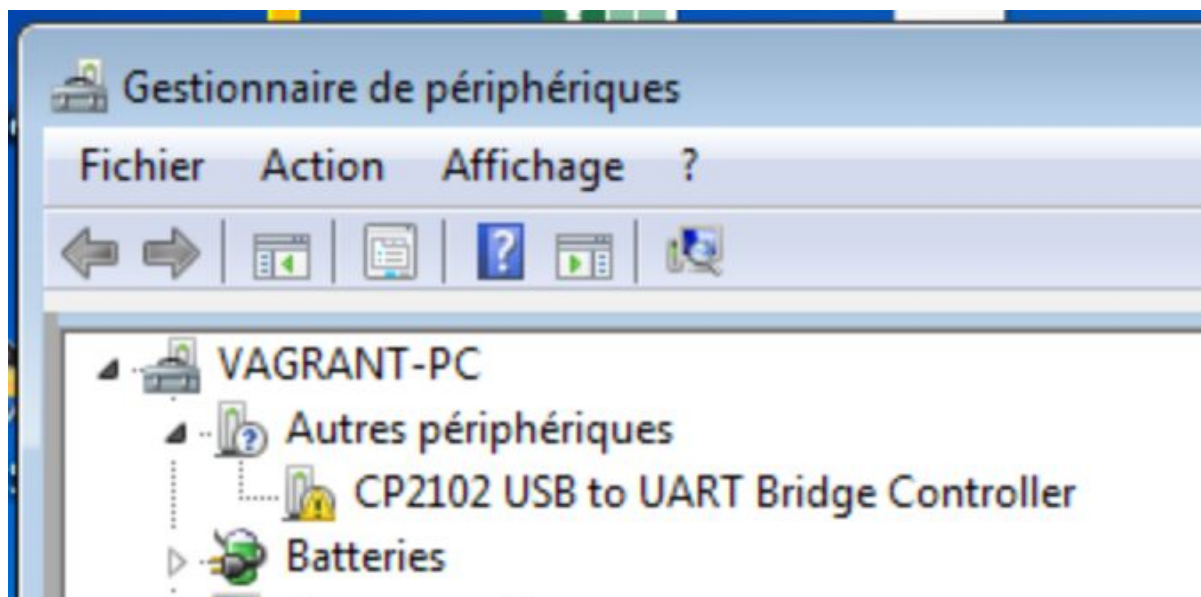 Gestionnaire de périphériques
Fichier Action Affichage ?
VAGRANT-PC
Autres périphériques
CP2102 USB to UART Bridge Controller
Batteries